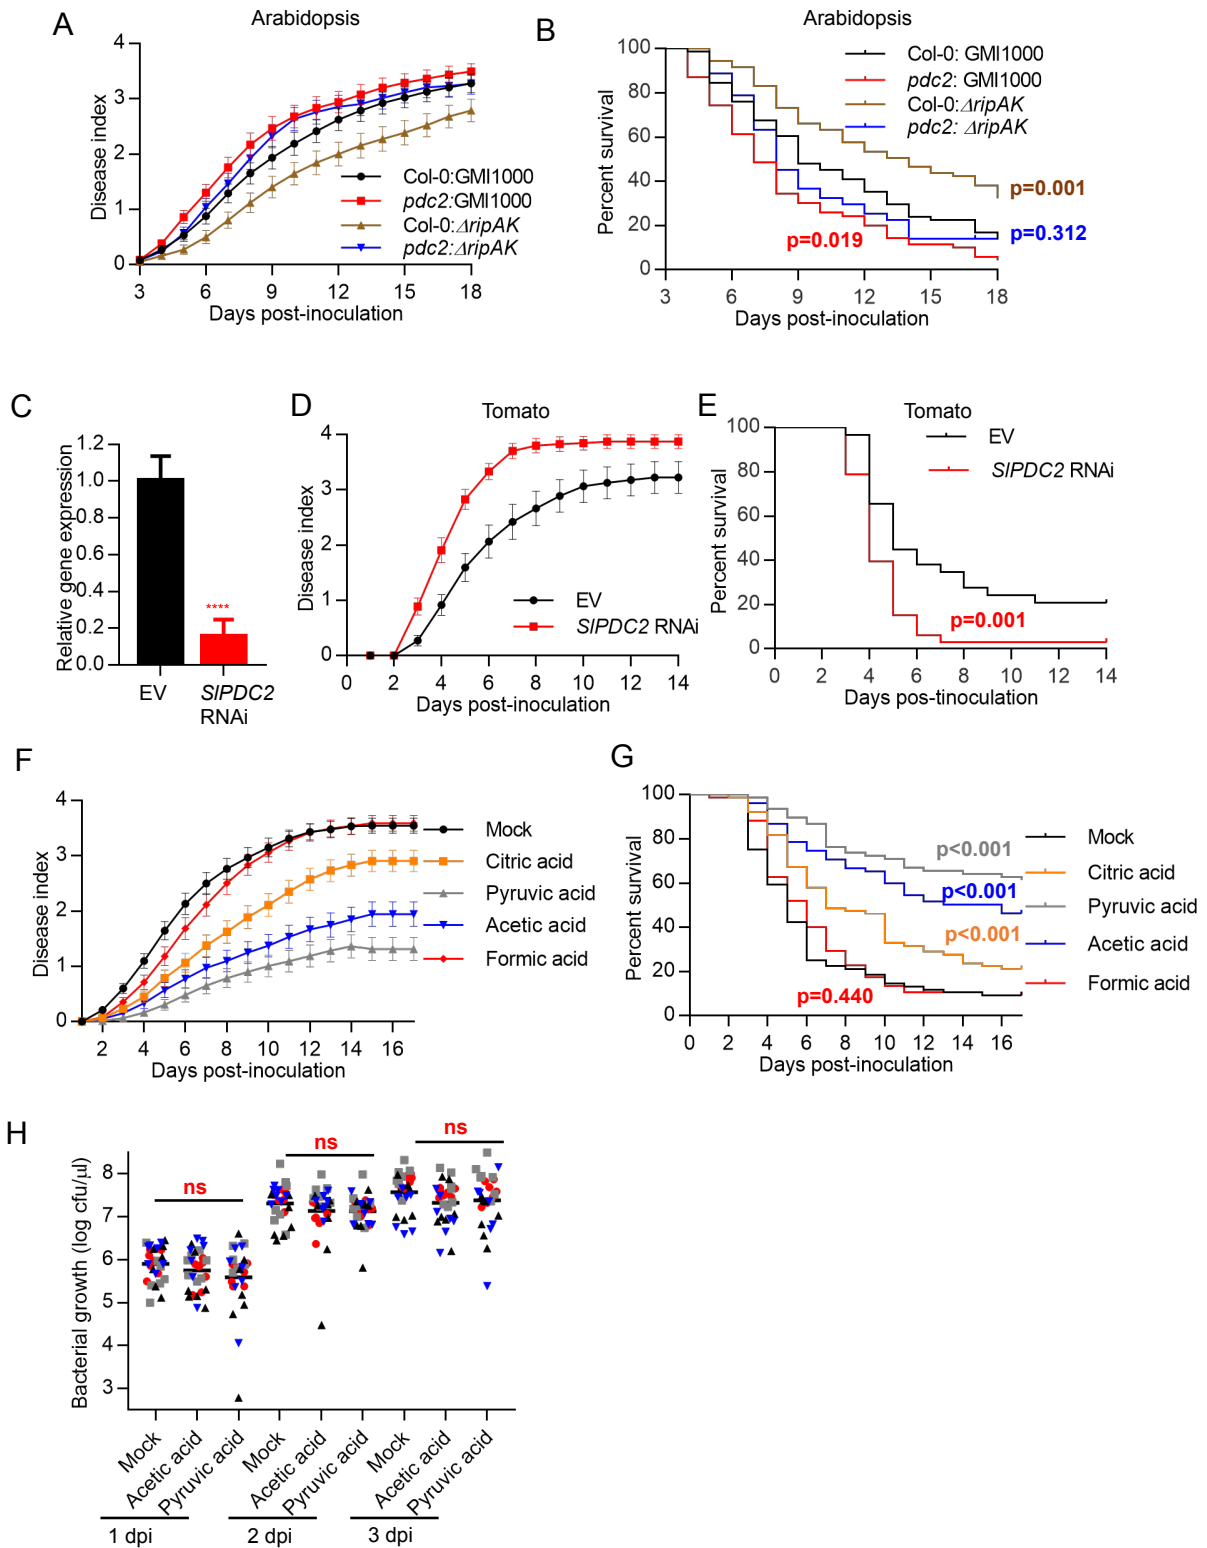 A
Arabidopsis
Disease index
4
3
2
1
0
3
6
9
12
15
18
Days post-inoculation
Col-0:GMI1000
pdc2:GMI1000
Col-0:ΔripAK
pdc2:ΔripAK
B
Arabidopsis
Percent survival
100
80
60
40
20
0
3
6
9
12
15
18
Days post-inoculation
Col-0: GMI1000
pdc2: GMI1000
Col-0:ΔripAK
pdc2: ΔripAK
p=0.001
p=0.312
p=0.019
C
Relative gene expression
1.2
1.0
0.8
0.6
0.4
0.2
0.0
****
EV
SlPDC2
RNAi
D
Tomato
Disease index
4
3
2
1
0
0
2
4
6
8
10
12
14
Days post-inoculation
EV
SlPDC2 RNAi
E
Tomato
Percent survival
100
80
60
40
20
0
0
2
4
6
8
10
12
14
Days post-tinoculation
EV
SlPDC2 RNAi
p=0.001
F
Disease index
4
3
2
1
0
2
4
6
8
10
12
14
16
Days post-inoculation
Mock
Citric acid
Pyruvic acid
Acetic acid
Formic acid
G
Percent survival
100
80
60
40
20
0
0
2
4
6
8
10
12
14
16
Days post-inoculation
p<0.001
p<0.001
p<0.001
p=0.440
Mock
Citric acid
Pyruvic acid
Acetic acid
Formic acid
H
Bacterial growth (log cfu/µl)
8
7
6
5
4
3
ns
ns
ns
Mock
Acetic acid
Pyruvic acid
Mock
Acetic acid
Pyruvic acid
Mock
Acetic acid
Pyruvic acid
1 dpi
2 dpi
3 dpi